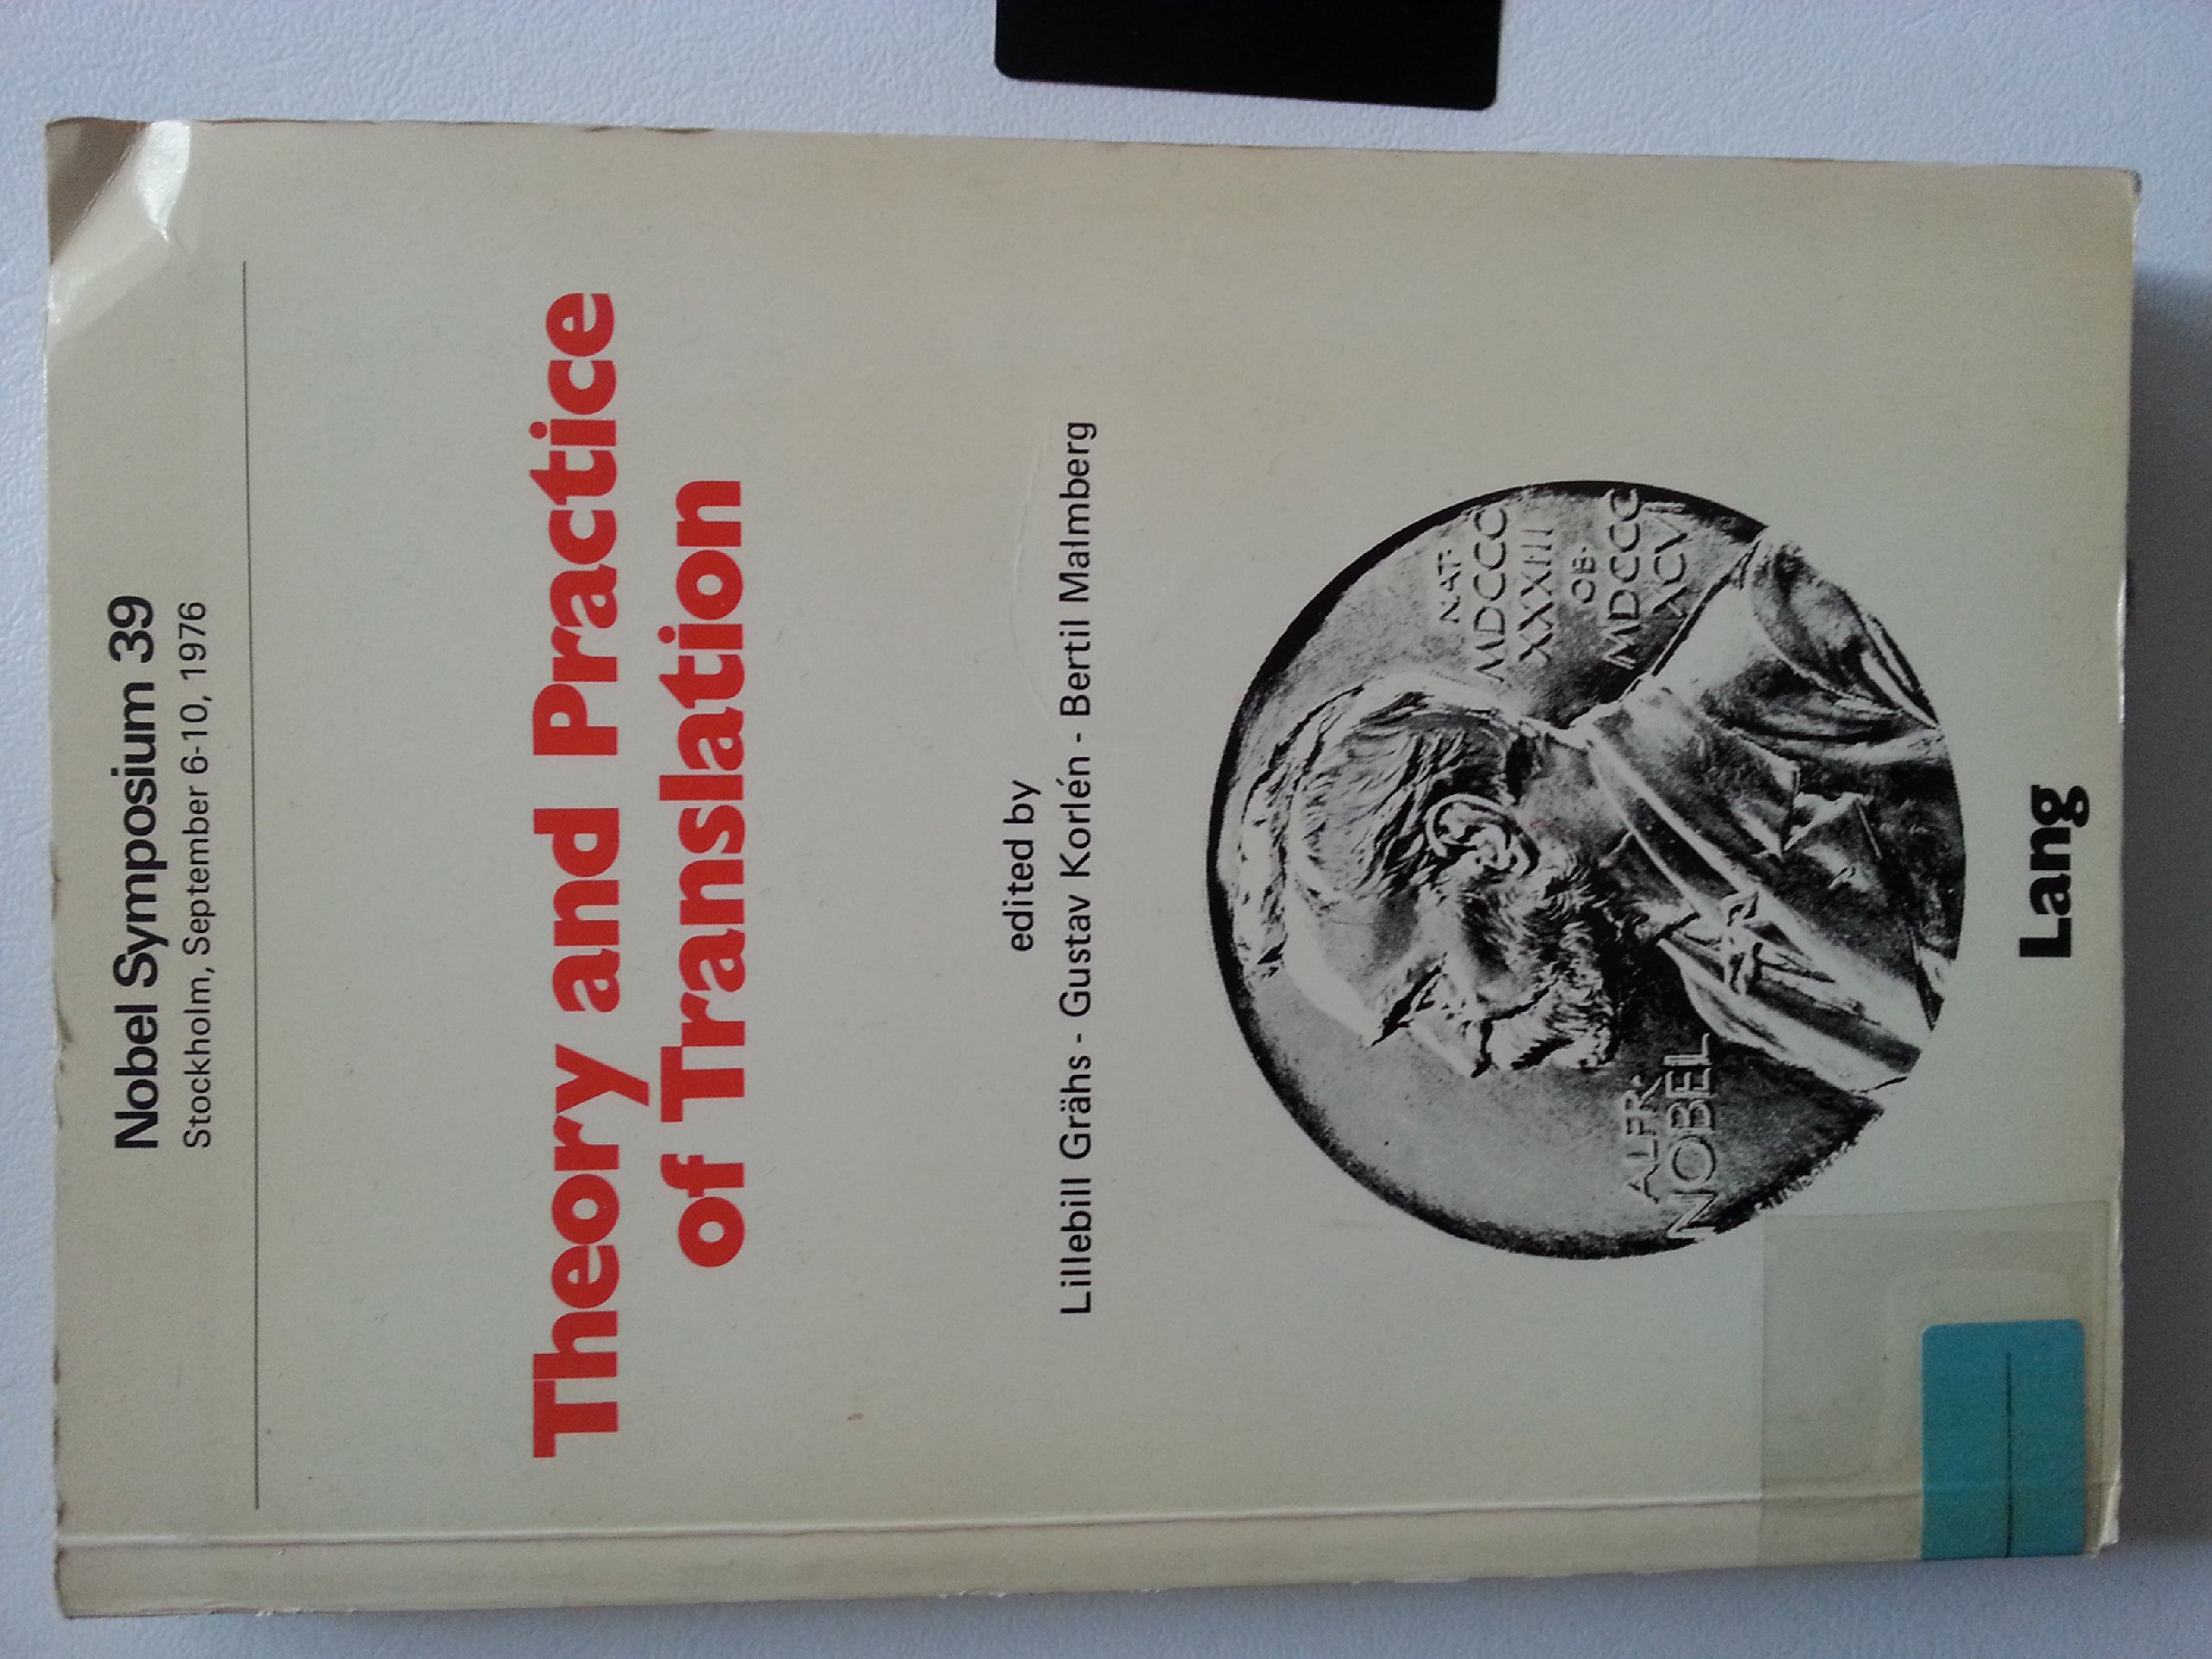 Nobel Symposium 39
Stockholm, September 6-10, 1976
Theory and Practice
of Translation
edited by
Lillebill Grähs - Gustav Korlén - Bertil Malmberg
NAT·
MDCCC
XXXIII
OB·
MDCCC
XCVI
ALFR·
NOBEL
Lang